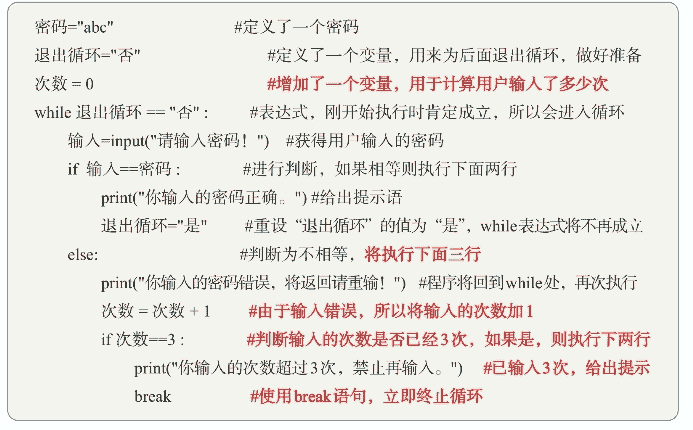 密码="abc" #定义了一个密码
退出循环="否" #定义了一个变量，用来为后面退出循环，做好准备
次数 = 0 #增加了一个变量，用于计算用户输入了多少次
while 退出循环 == "否" : #表达式，刚开始执行时肯定成立，所以会进入循环
输入=input("请输入密码！") #获得用户输入的密码
if 输入==密码 : #进行判断，如果相等则执行下面两行
print("你输入的密码正确。") #给出提示语
退出循环="是" #重设“退出循环”的值为“是”，while表达式将不再成立
else: #判断为不相等，将执行下面三行
print("你输入的密码错误，将返回请重输！") #程序将回到while处，再次执行
次数 = 次数 + 1 #由于输入错误，所以将输入的次数加1
if 次数==3 : #判断输入的次数是否已经3次，如果是，则执行下两行
print("你输入的次数超过3次，禁止再输入。") #已输入3次，给出提示
break #使用break语句，立即终止循环